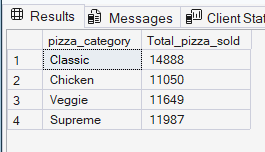 Results Messages Client Stat
pizza_category Total_pizza_sold
1 Classic 14888
2 Chicken 11050
3 Veggie 11649
4 Supreme 11987